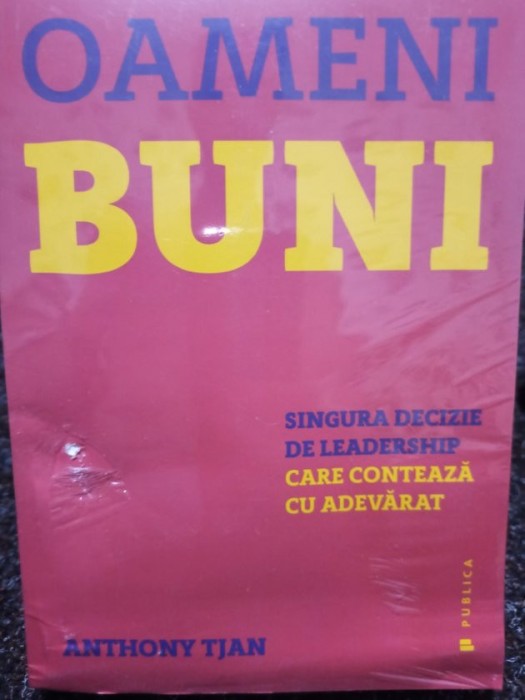 OAMENI
BUNI
SINGURA DECIZIE
DE LEADERSHIP
CARE CONTEAZĂ
CU ADEVĂRAT
PUBLICA
ANTHONY TJAN